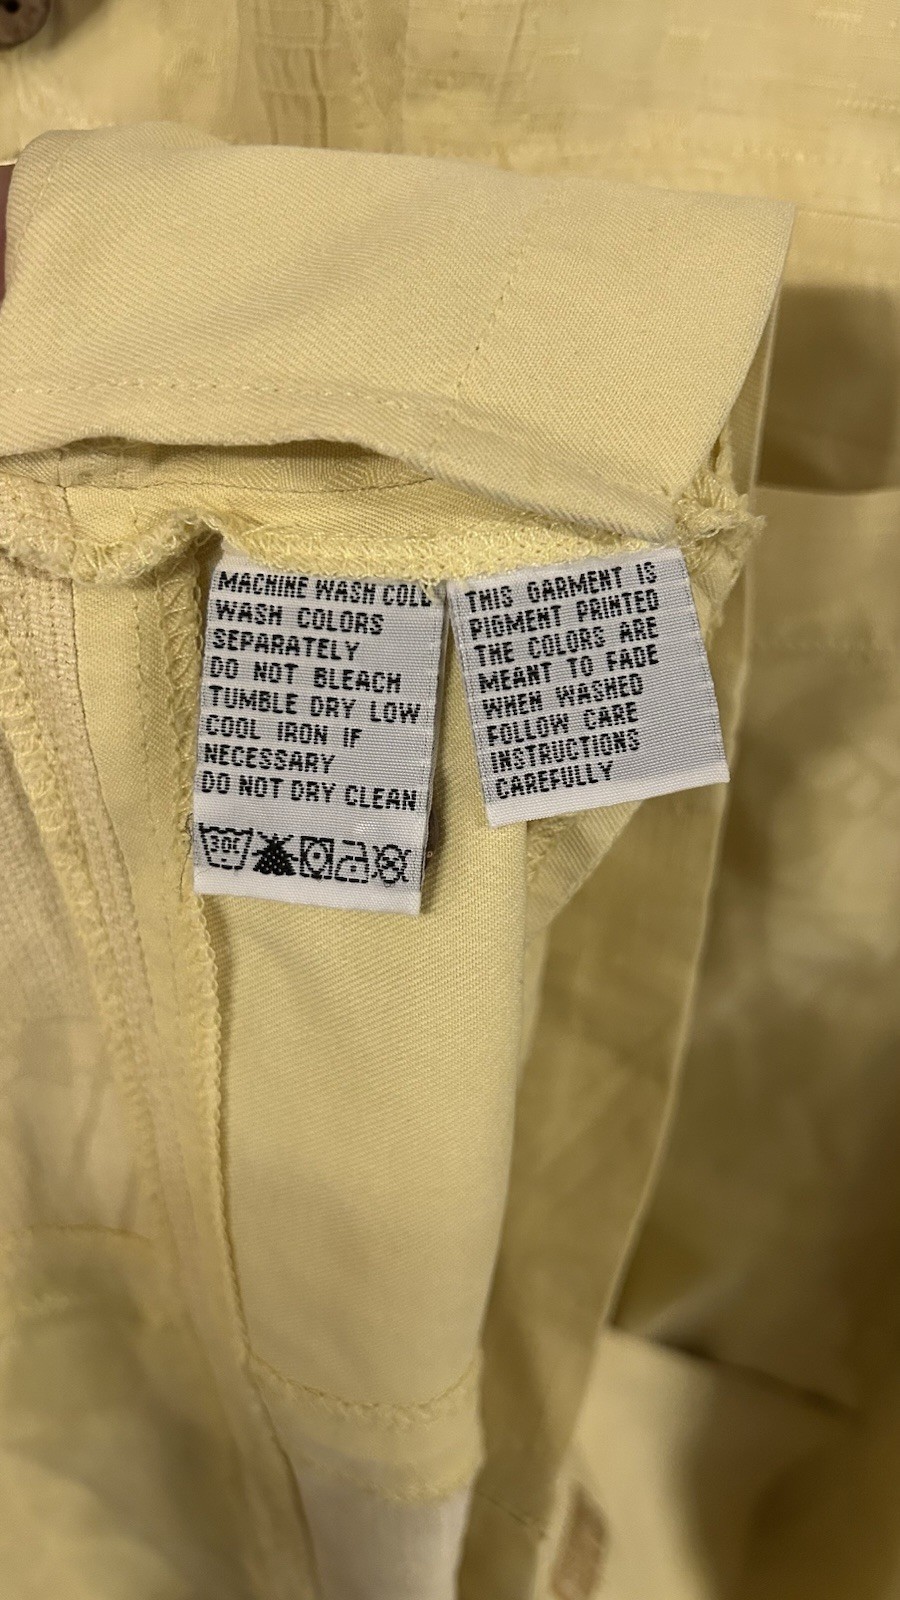 MACHINE WASH COLD
WASH COLORS
SEPARATELY
DO NOT BLEACH
TUMBLE DRY LOW
COOL IRON IF
NECESSARY
DO NOT DRY CLEAN
30C
THIS GARMENT IS
PIGMENT PRINTED
THE COLORS ARE
MEANT TO FADE
WHEN WASHED
FOLLOW CARE
INSTRUCTIONS
CAREFULLY